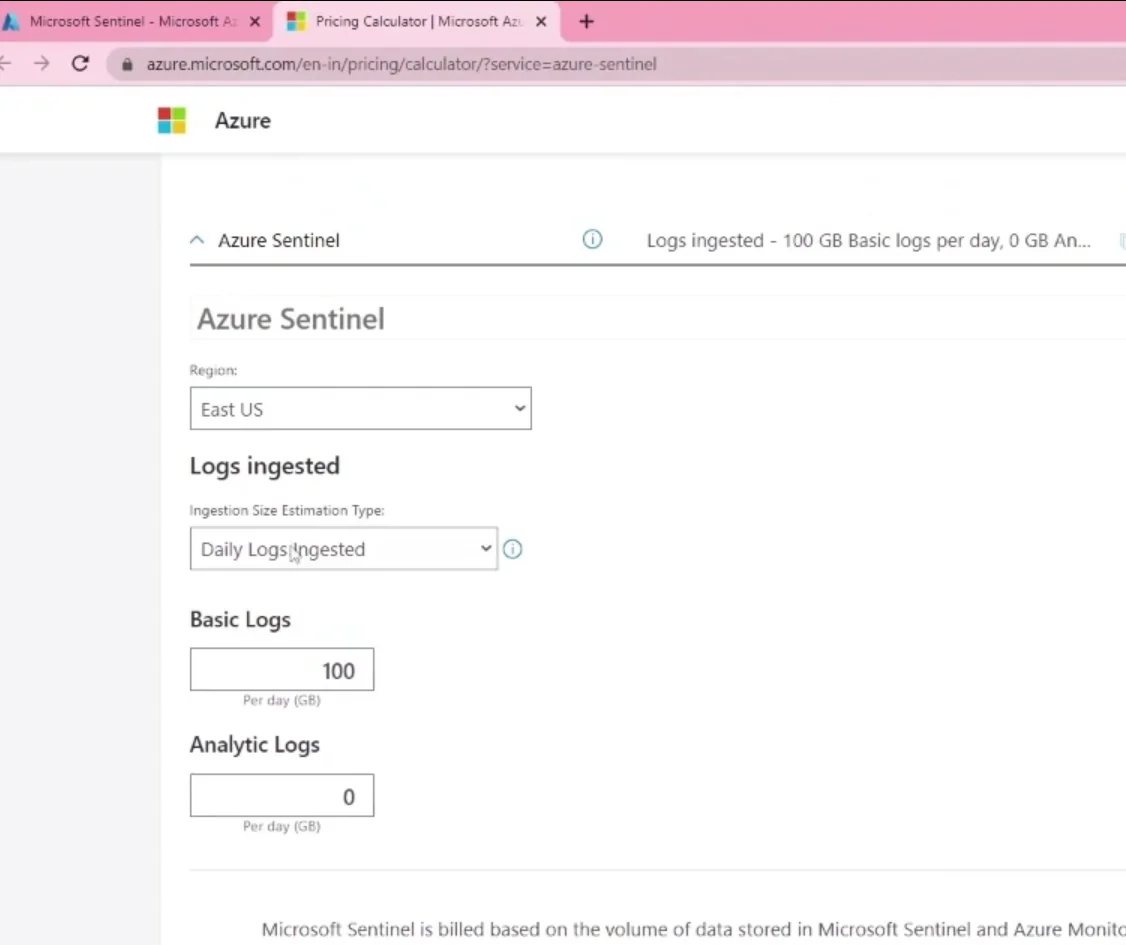 Microsoft Sentinel - Microsoft Az
Pricing Calculator | Microsoft Azu
azure.microsoft.com/en-in/pricing/calculator/?service=azure-sentinel
Azure
Azure Sentinel
Logs ingested - 100 GB Basic logs per day, 0 GB An...
Azure Sentinel
Region:
East US
Logs ingested
Ingestion Size Estimation Type:
Daily Logs Ingested
Basic Logs
100
Per day (GB)
Analytic Logs
0
Per day (GB)
Microsoft Sentinel is billed based on the volume of data stored in Microsoft Sentinel and Azure Monito